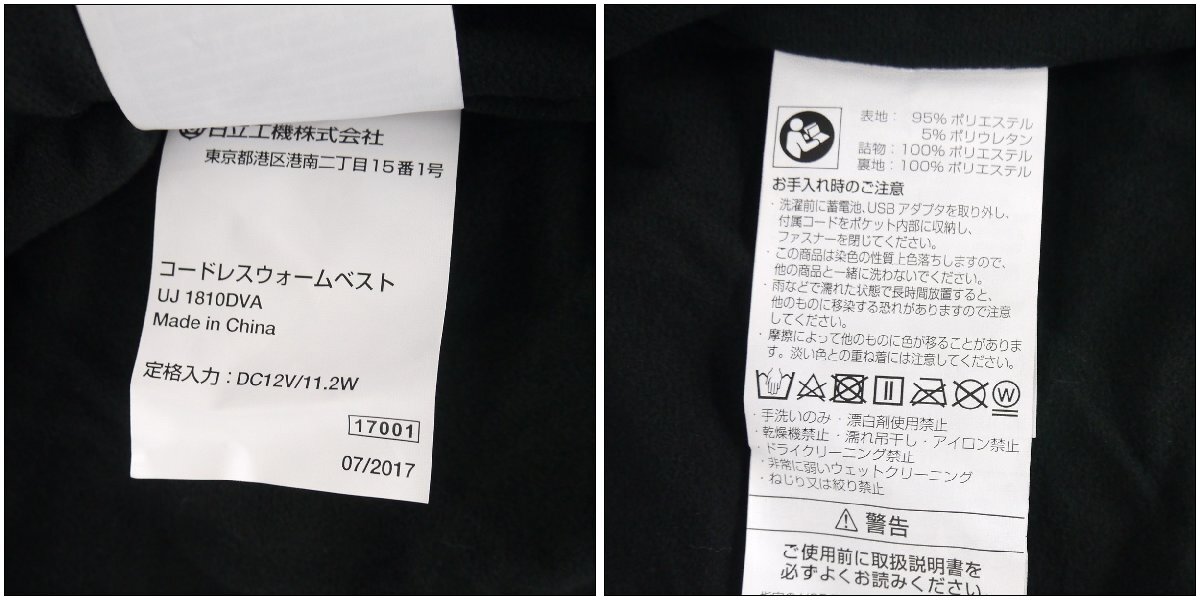 日立工機株式会社
東京都港区港南二丁目15番1号
コードレスウォームベスト
UJ 1810DVA
Made in China
定格入力：DC12V/11.2W
17001
07/2017
表地： 95% ポリエステル
5% ポリウレタン
詰物：100% ポリエステル
裏地：100% ポリエステル
お手入れ時のご注意
・洗濯前に蓄電池、USBアダプタを取り外し、
付属コードをポケット内部に収納し、
ファスナーを閉じてください。
・この商品は染色の性質上色落ちしますので、
他の商品と一緒に洗わないでください。
・雨などで濡れた状態で長時間放置すると、
他のものに移染する恐れがありますので注意
してください。
・摩擦によって他のものに色が移ることがありま
す。淡い色との重ね着には注意してください。
W
・手洗いのみ・漂白剤使用禁止
・乾燥機禁止・濡れ吊干し・アイロン禁止
・ドライクリーニング禁止
・非常に弱いウェットクリーニング
・ねじり又は絞り禁止
警告
ご使用前に取扱説明書を
必ずよくお読みください。